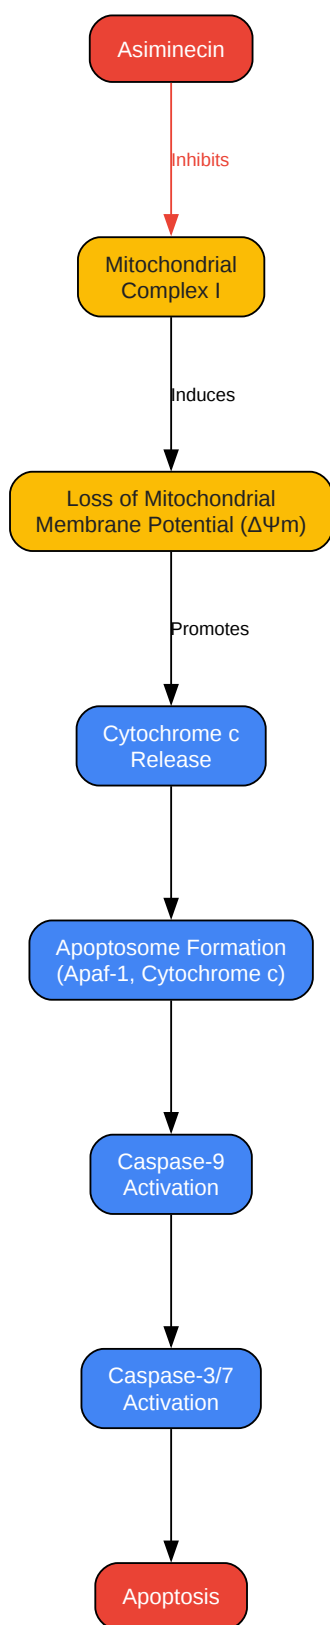 Asiminecin
Inhibits
Mitochondrial
Complex I
Induces
Loss of Mitochondrial
Membrane Potential (ΔΨm)
Promotes
Cytochrome c
Release
Apoptosome Formation
(Apaf-1, Cytochrome c)
Caspase-9
Activation
Caspase-3/7
Activation
Apoptosis